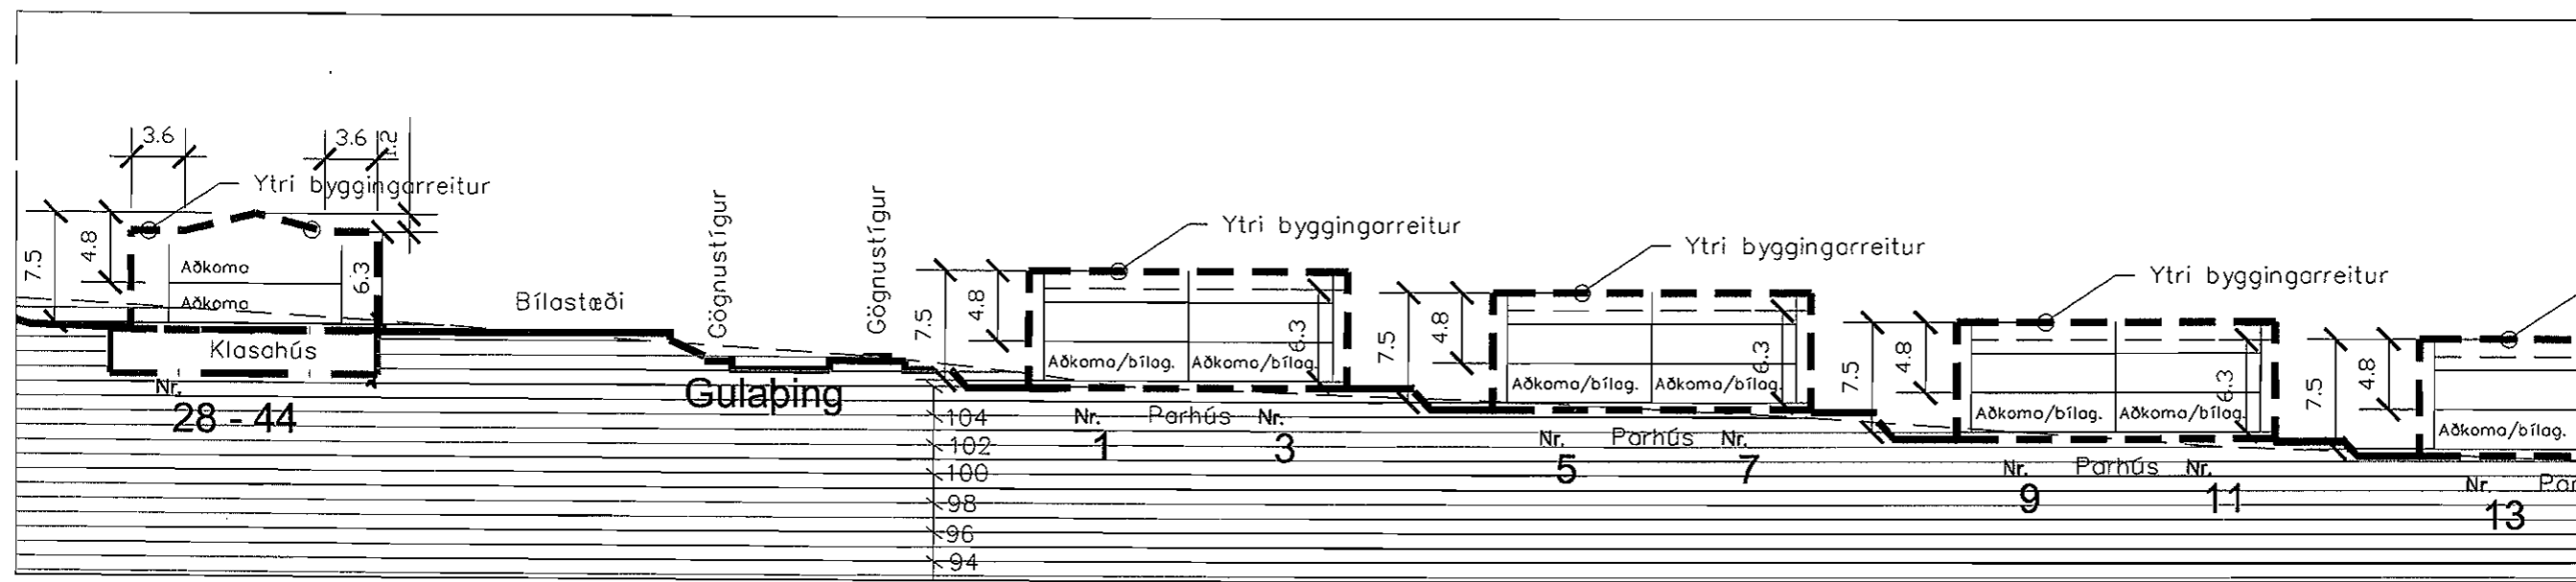 3.6
3.6
1.2
Ytri byggingarreitur
7.5
4.8
Aðkoma
Aðkoma
6.3
Klasahús
Nr.
28 - 44
Bílastæði
Gögnustígur
Gögnustígur
Gulaþing
104
102
100
98
96
94
Ytri byggingarreitur
7.5
4.8
6.3
Aðkoma/bílag. Aðkoma/bílag.
Nr. Parhús Nr.
1 3
Ytri byggingarreitur
7.5
4.8
6.3
Aðkoma/bílag. Aðkoma/bílag.
Nr. Parhús Nr.
5 7
Ytri byggingarreitur
7.5
4.8
6.3
Aðkoma/bílag. Aðkoma/bílag.
Nr. Parhús Nr.
9 11
7.5
4.8
Aðkoma/bílag.
Nr. Par
13